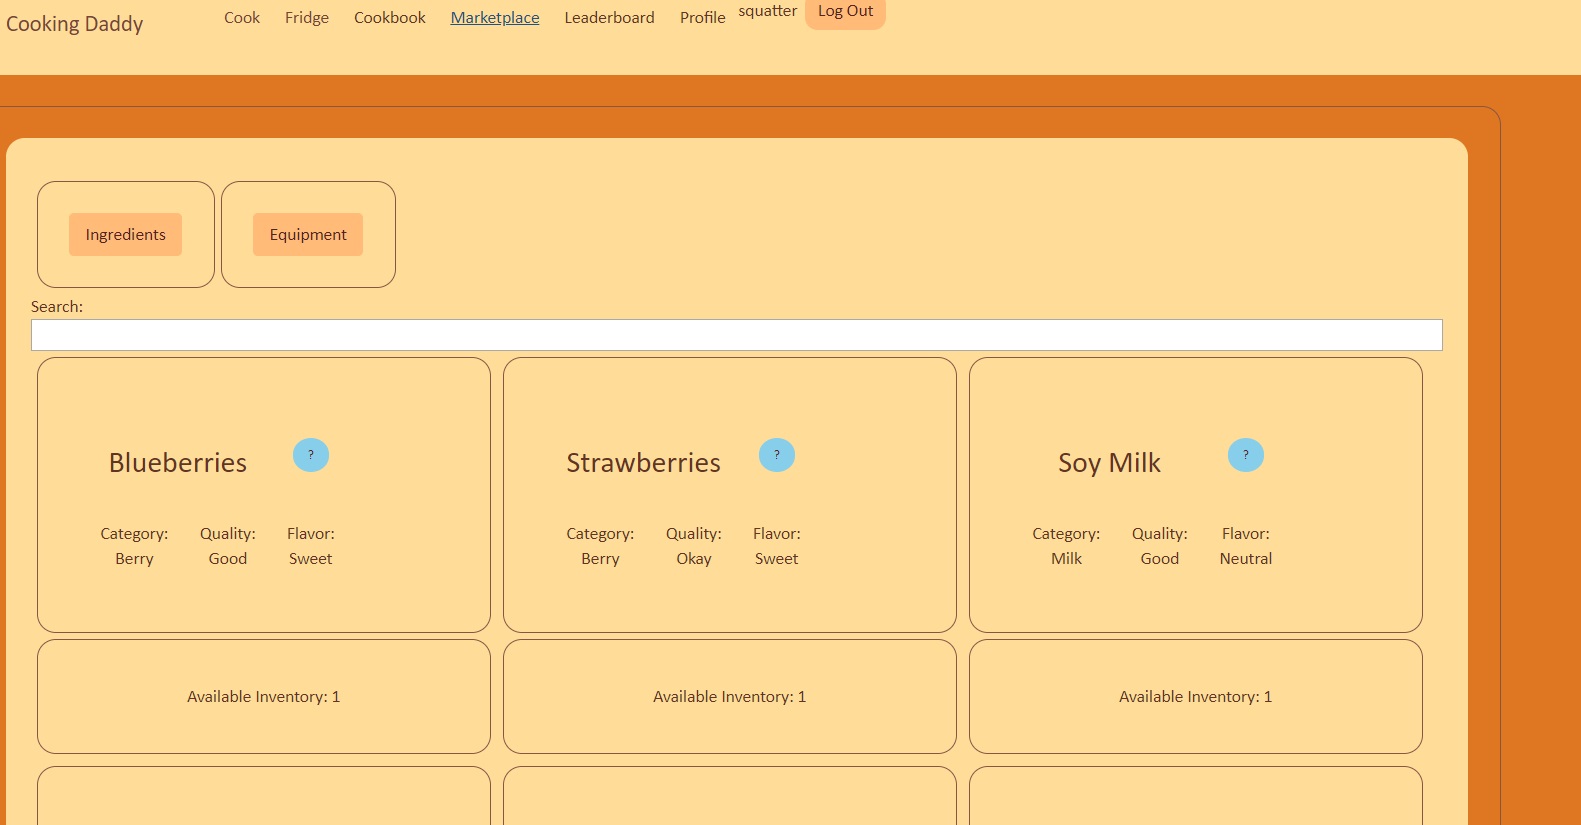 Cooking Daddy
Cook
Fridge
Cookbook
Marketplace
Leaderboard
Profile
squatter
Log Out
Ingredients
Equipment
Search:
Blueberries
?
Category:
Berry
Quality:
Good
Flavor:
Sweet
Strawberries
?
Category:
Berry
Quality:
Okay
Flavor:
Sweet
Soy Milk
?
Category:
Milk
Quality:
Good
Flavor:
Neutral
Available Inventory: 1
Available Inventory: 1
Available Inventory: 1